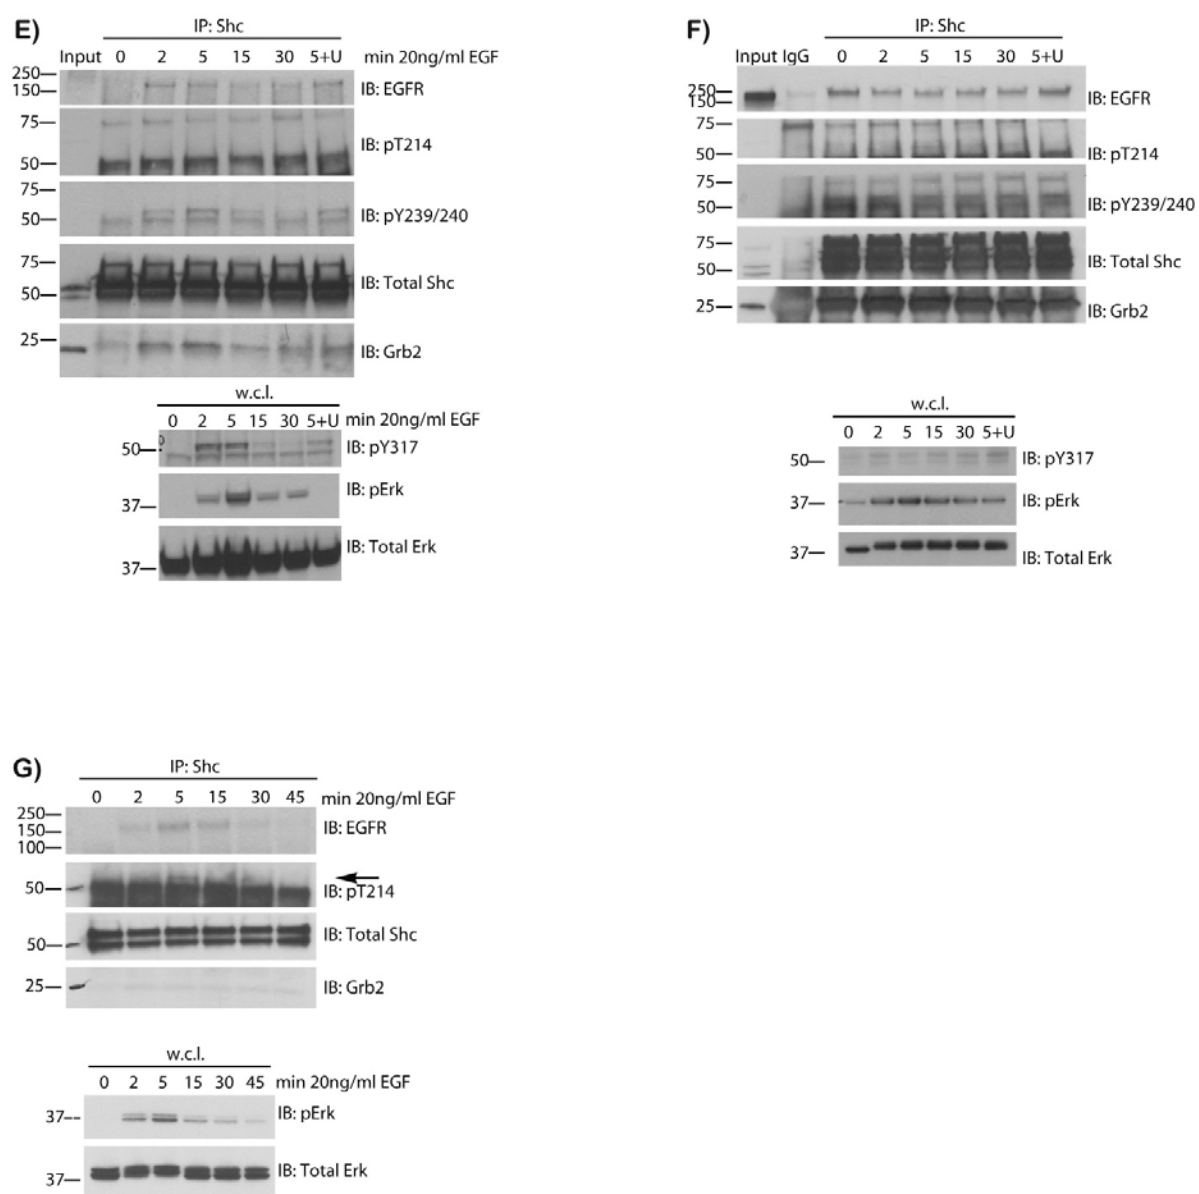 E)
IP: Shc
Input 0 2 5 15 30 5+U min 20ng/ml EGF
250—
150—
IB: EGFR
75—
50—
IB: pT214
75—
50—
IB: pY239/240
75—
50—
IB: Total Shc
25—
IB: Grb2
w.c.l.
0 2 5 15 30 5+U min 20ng/ml EGF
50—
IB: pY317
37—
IB: pErk
37—
IB: Total Erk
F)
IP: Shc
Input IgG 0 2 5 15 30 5+U
250—
150—
IB: EGFR
75—
50—
IB: pT214
75—
50—
IB: pY239/240
75—
50—
IB: Total Shc
25—
IB: Grb2
w.c.l.
0 2 5 15 30 5+U
50—
IB: pY317
37—
IB: pErk
37—
IB: Total Erk
G)
IP: Shc
0 2 5 15 30 45 min 20ng/ml EGF
250—
150—
100—
IB: EGFR
50—
IB: pT214
50—
IB: Total Shc
25—
IB: Grb2
w.c.l.
0 2 5 15 30 45 min 20ng/ml EGF
37--
IB: pErk
37—
IB: Total Erk